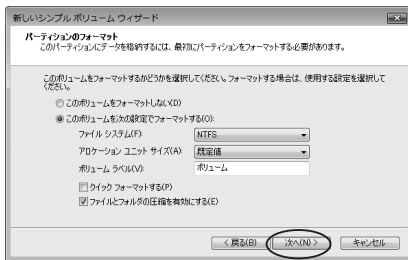 新しいシンプル ボリューム ウィザード
パーティションのフォーマット
このパーティションにデータを格納するには、最初にパーティションをフォーマットする必要があります。
このボリュームをフォーマットするかどうかを選択してください。フォーマットする場合は、使用する設定を選択して
ください。
このボリュームをフォーマットしない(D)
このボリュームを次の設定でフォーマットする(O):
ファイル システム(F): NTFS
アロケーション ユニット サイズ(A): 既定値
ボリューム ラベル(V): ボリューム
クイック フォーマットする(P)
ファイルとフォルダの圧縮を有効にする(E)
< 戻る(B) 次へ(N) > キャンセル